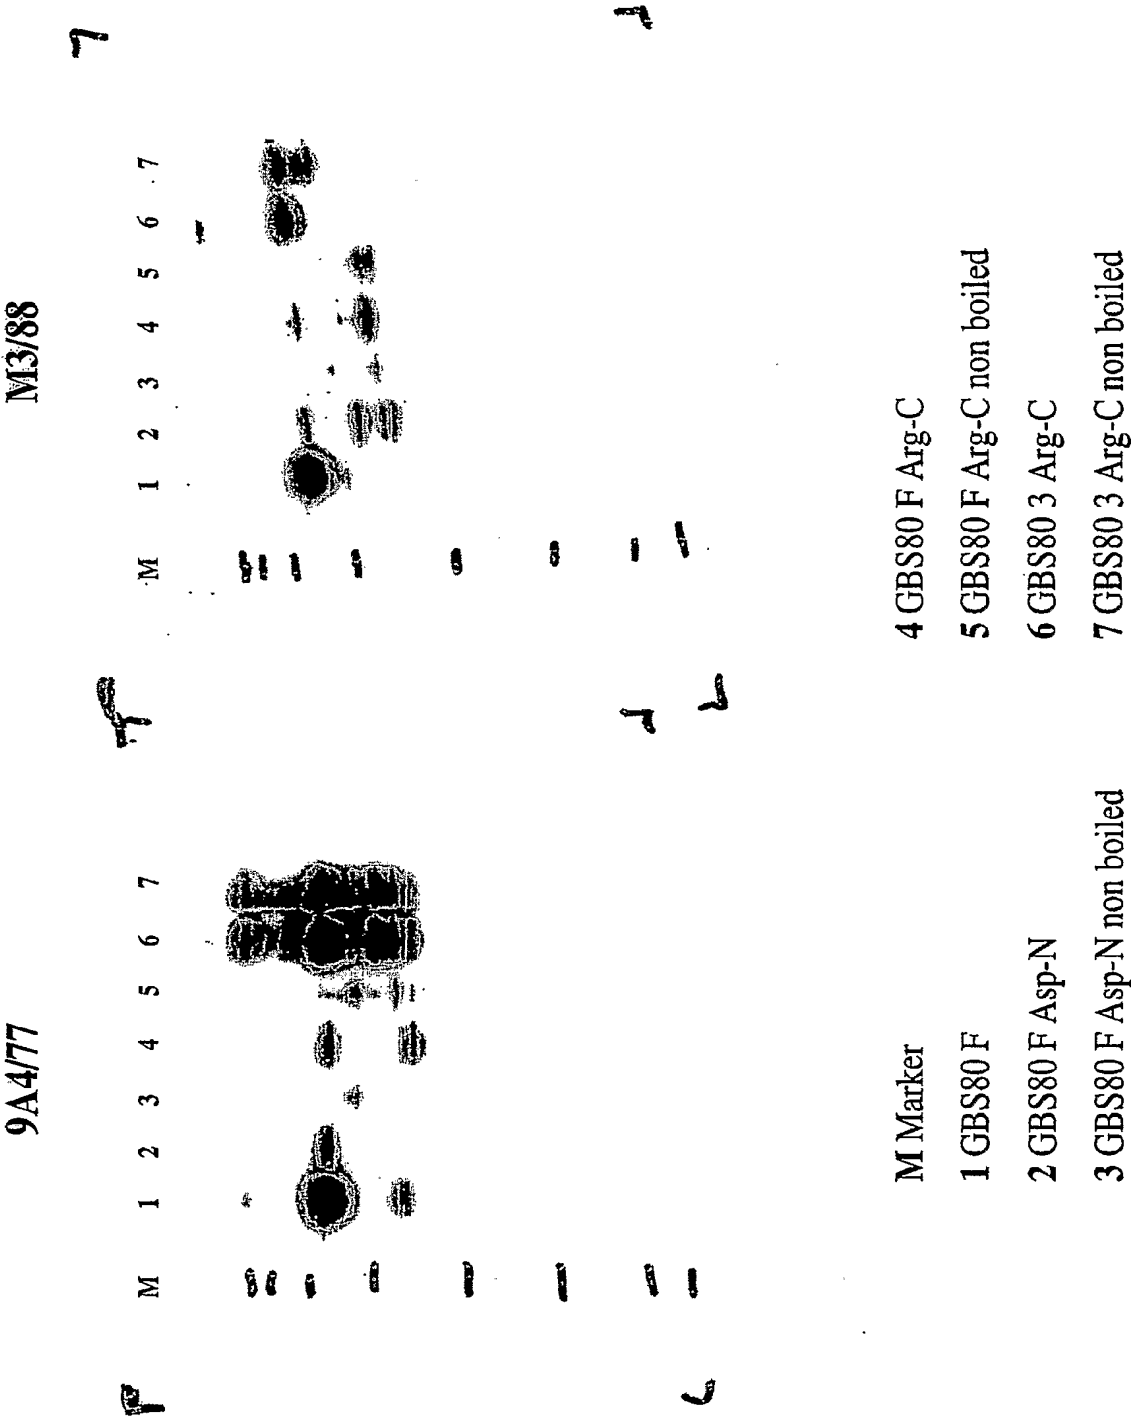 9A4/77
M 1 2 3 4 5 6 7
M3/88
M 1 2 3 4 5 6 7
M Marker
1 GBS80 F
2 GBS80 F Asp-N
3 GBS80 F Asp-N non boiled
4 GBS80 F Arg-C
5 GBS80 F Arg-C non boiled
6 GBS80 3 Arg-C
7 GBS80 3 Arg-C non boiled